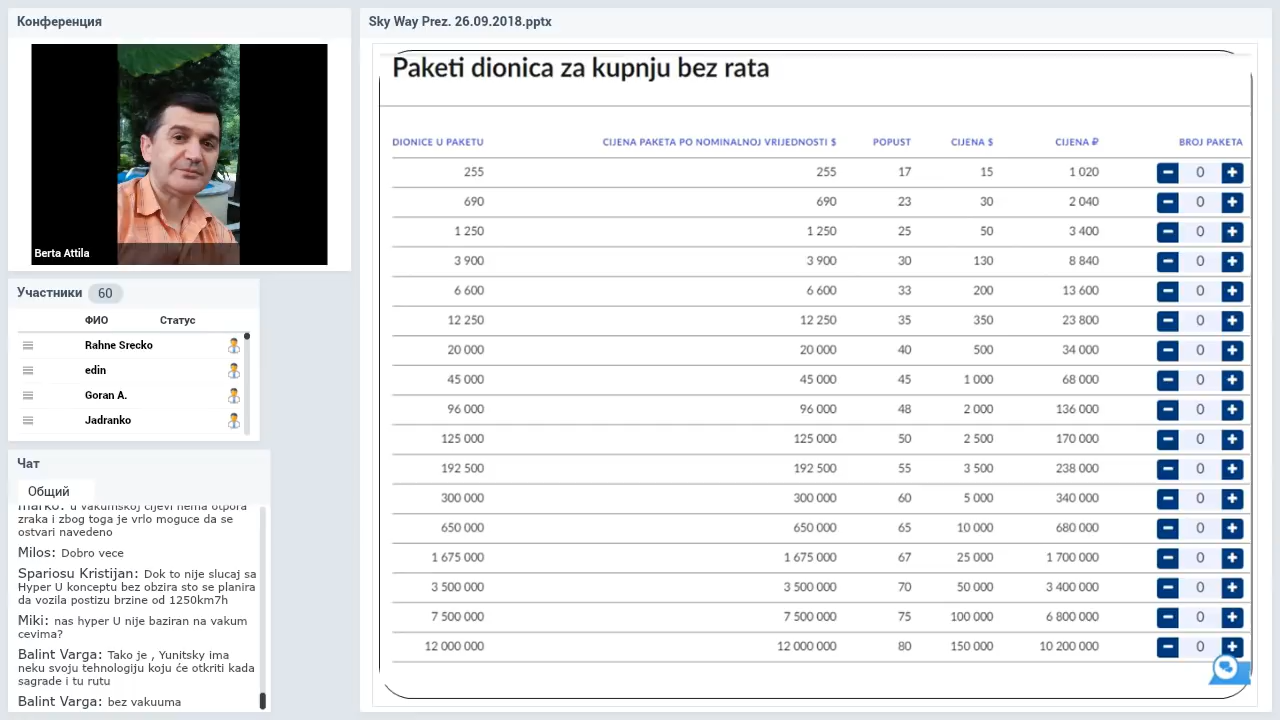 Конференция
Berta Attila
Участники 60
ФИО Статус
Rahne Srecko
edin
Goran A.
Jadranko
Чат
Общий
marko: u vakumskoj cijevi nema otpora
zraka i zbog toga je vrlo moguce da se
ostvari navedeno
Milos: Dobro vece
Spariosu Kristijan: Dok to nije slucaj sa
Hyper U konceptu bez obzira sto se planira
da vozila postizu brzine od 1250km7h
Miki: nas hyper U nije baziran na vakum
cevima?
Balint Varga: Tako je , Yunitsky ima
neku svoju tehnologiju koju će otkriti kada
sagrade i tu rutu
Balint Varga: bez vakuuma
Sky Way Prez. 26.09.2018.pptx
Paketi dionica za kupnju bez rata
DIONICE U PAKETU CIJENA PAKETA PO NOMINALNOJ VRIJEDNOSTI $ POPUST CIJENA $ CIJENA ₽ BROJ PAKETA
255 255 17 15 1 020 − 0 +
690 690 23 30 2 040 − 0 +
1 250 1 250 25 50 3 400 − 0 +
3 900 3 900 30 130 8 840 − 0 +
6 600 6 600 33 200 13 600 − 0 +
12 250 12 250 35 350 23 800 − 0 +
20 000 20 000 40 500 34 000 − 0 +
45 000 45 000 45 1 000 68 000 − 0 +
96 000 96 000 48 2 000 136 000 − 0 +
125 000 125 000 50 2 500 170 000 − 0 +
192 500 192 500 55 3 500 238 000 − 0 +
300 000 300 000 60 5 000 340 000 − 0 +
650 000 650 000 65 10 000 680 000 − 0 +
1 675 000 1 675 000 67 25 000 1 700 000 − 0 +
3 500 000 3 500 000 70 50 000 3 400 000 − 0 +
7 500 000 7 500 000 75 100 000 6 800 000 − 0 +
12 000 000 12 000 000 80 150 000 10 200 000 − 0 +